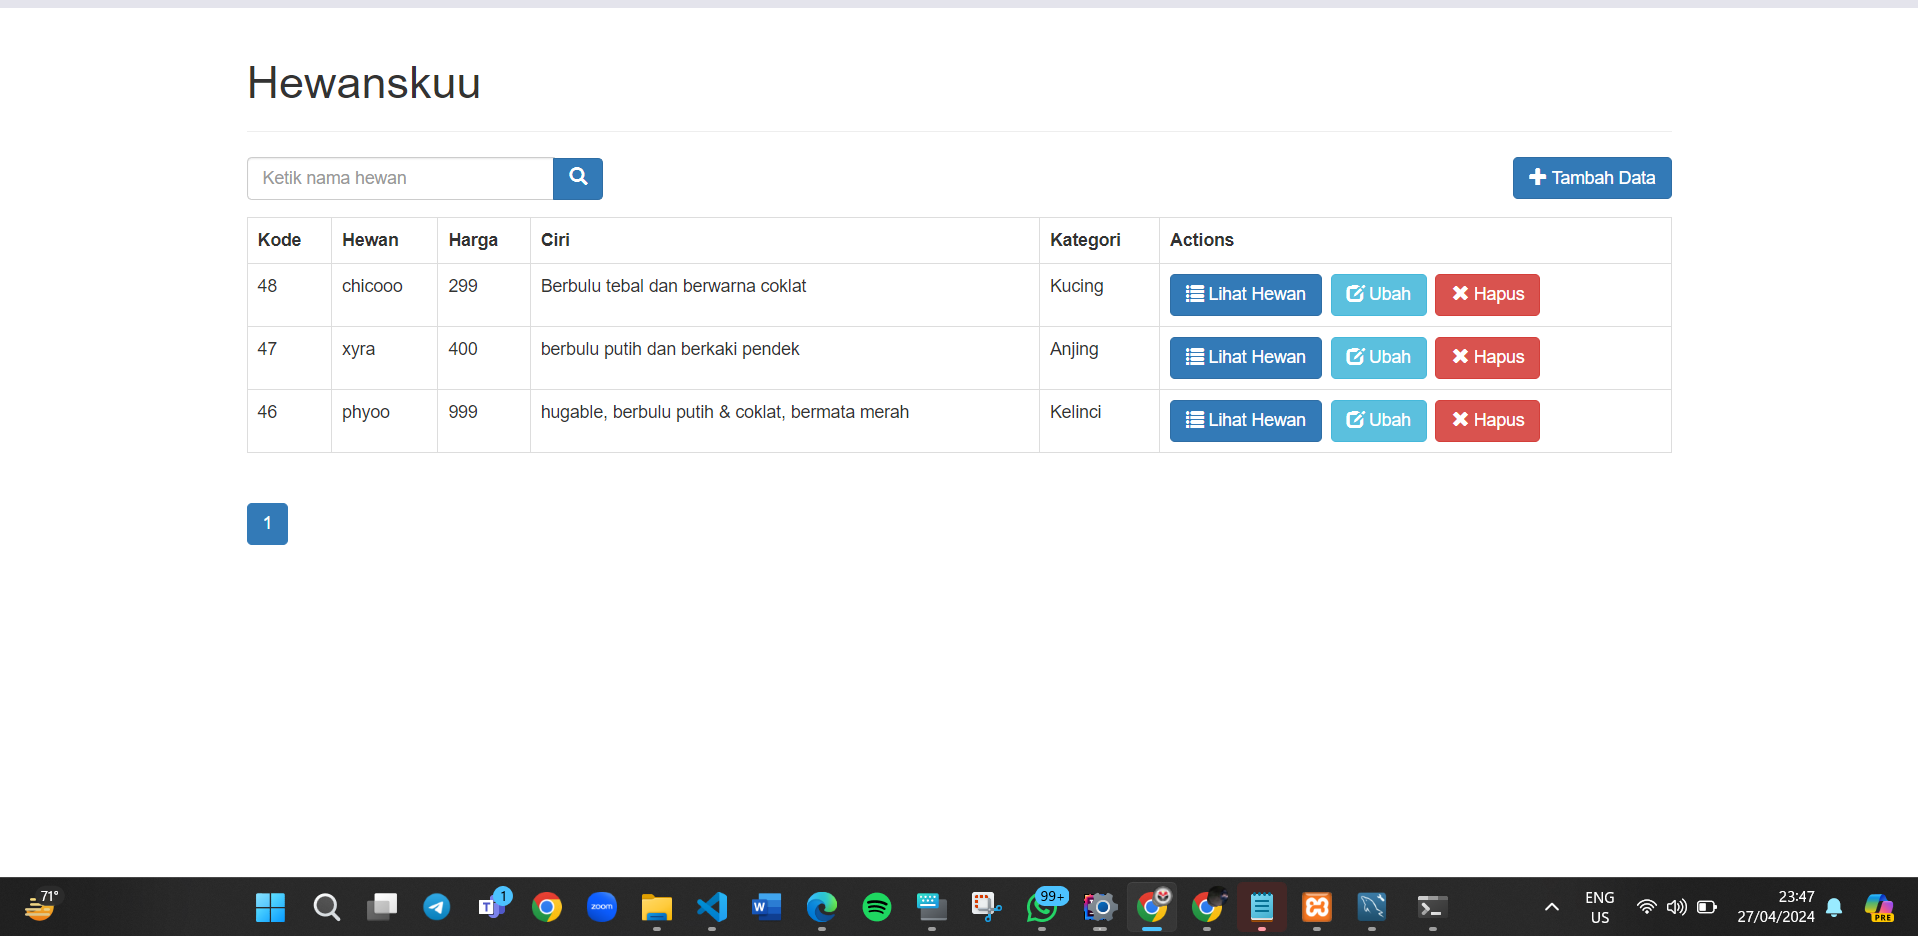 Hewanskuu
Ketik nama hewan
Tambah Data
Kode Hewan Harga Ciri Kategori Actions
48 chicooo 299 Berbulu tebal dan berwarna coklat Kucing Lihat Hewan Ubah Hapus
47 xyra 400 berbulu putih dan berkaki pendek Anjing Lihat Hewan Ubah Hapus
46 phyoo 999 hugable, berbulu putih & coklat, bermata merah Kelinci Lihat Hewan Ubah Hapus
1
71°
T 1
zoom
W
99+
ENG
US
23:47
27/04/2024
PRE